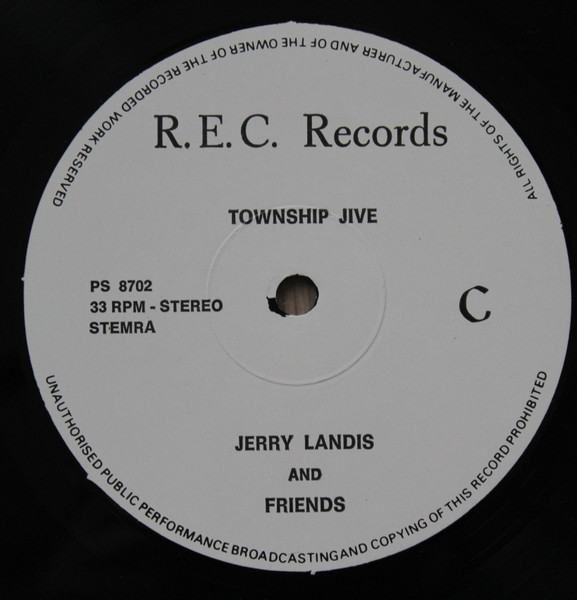 ALL RIGHTS OF THE MANUFACTURER AND OF THE OWNER OF THE RECORDED WORK RESERVED
R.E.C. Records
TOWNSHIP JIVE
PS 8702
33 RPM - STEREO
STEMRA
C
JERRY LANDIS
AND
FRIENDS
UNAUTHORISED PUBLIC PERFORMANCE BROADCASTING AND COPYING OF THIS RECORD PROHIBITED